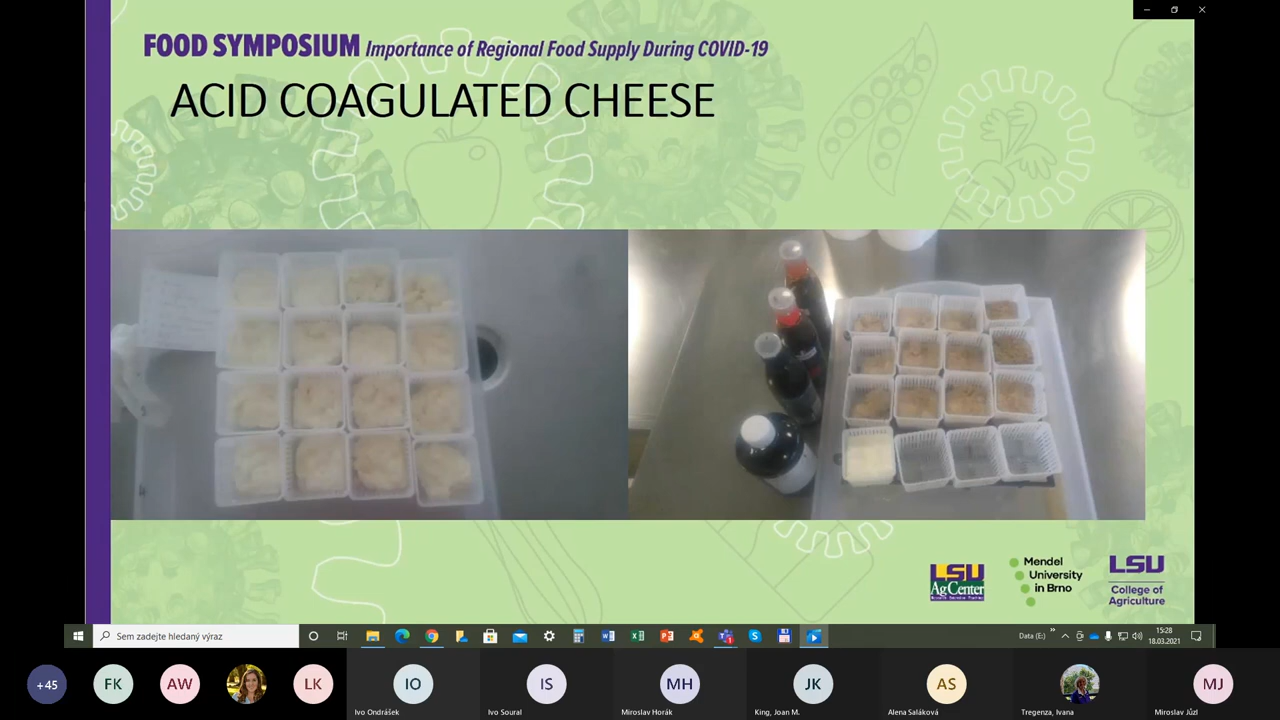 FOOD SYMPOSIUM Importance of Regional Food Supply During COVID-19
ACID COAGULATED CHEESE
LSU
AgCenter
Mendel
University
in Brno
LSU
College of
Agriculture
Sem zadejte hledaný výraz
Data (E:)
15:28
18.03.2021
+45
FK
AW
LK
IO
IS
MH
JK
AS
MJ
Ivo Ondrášek
Ivo Soural
Miroslav Horák
King, Joan M.
Alena Saláková
Tregenza, Ivana
Miroslav Jůzl